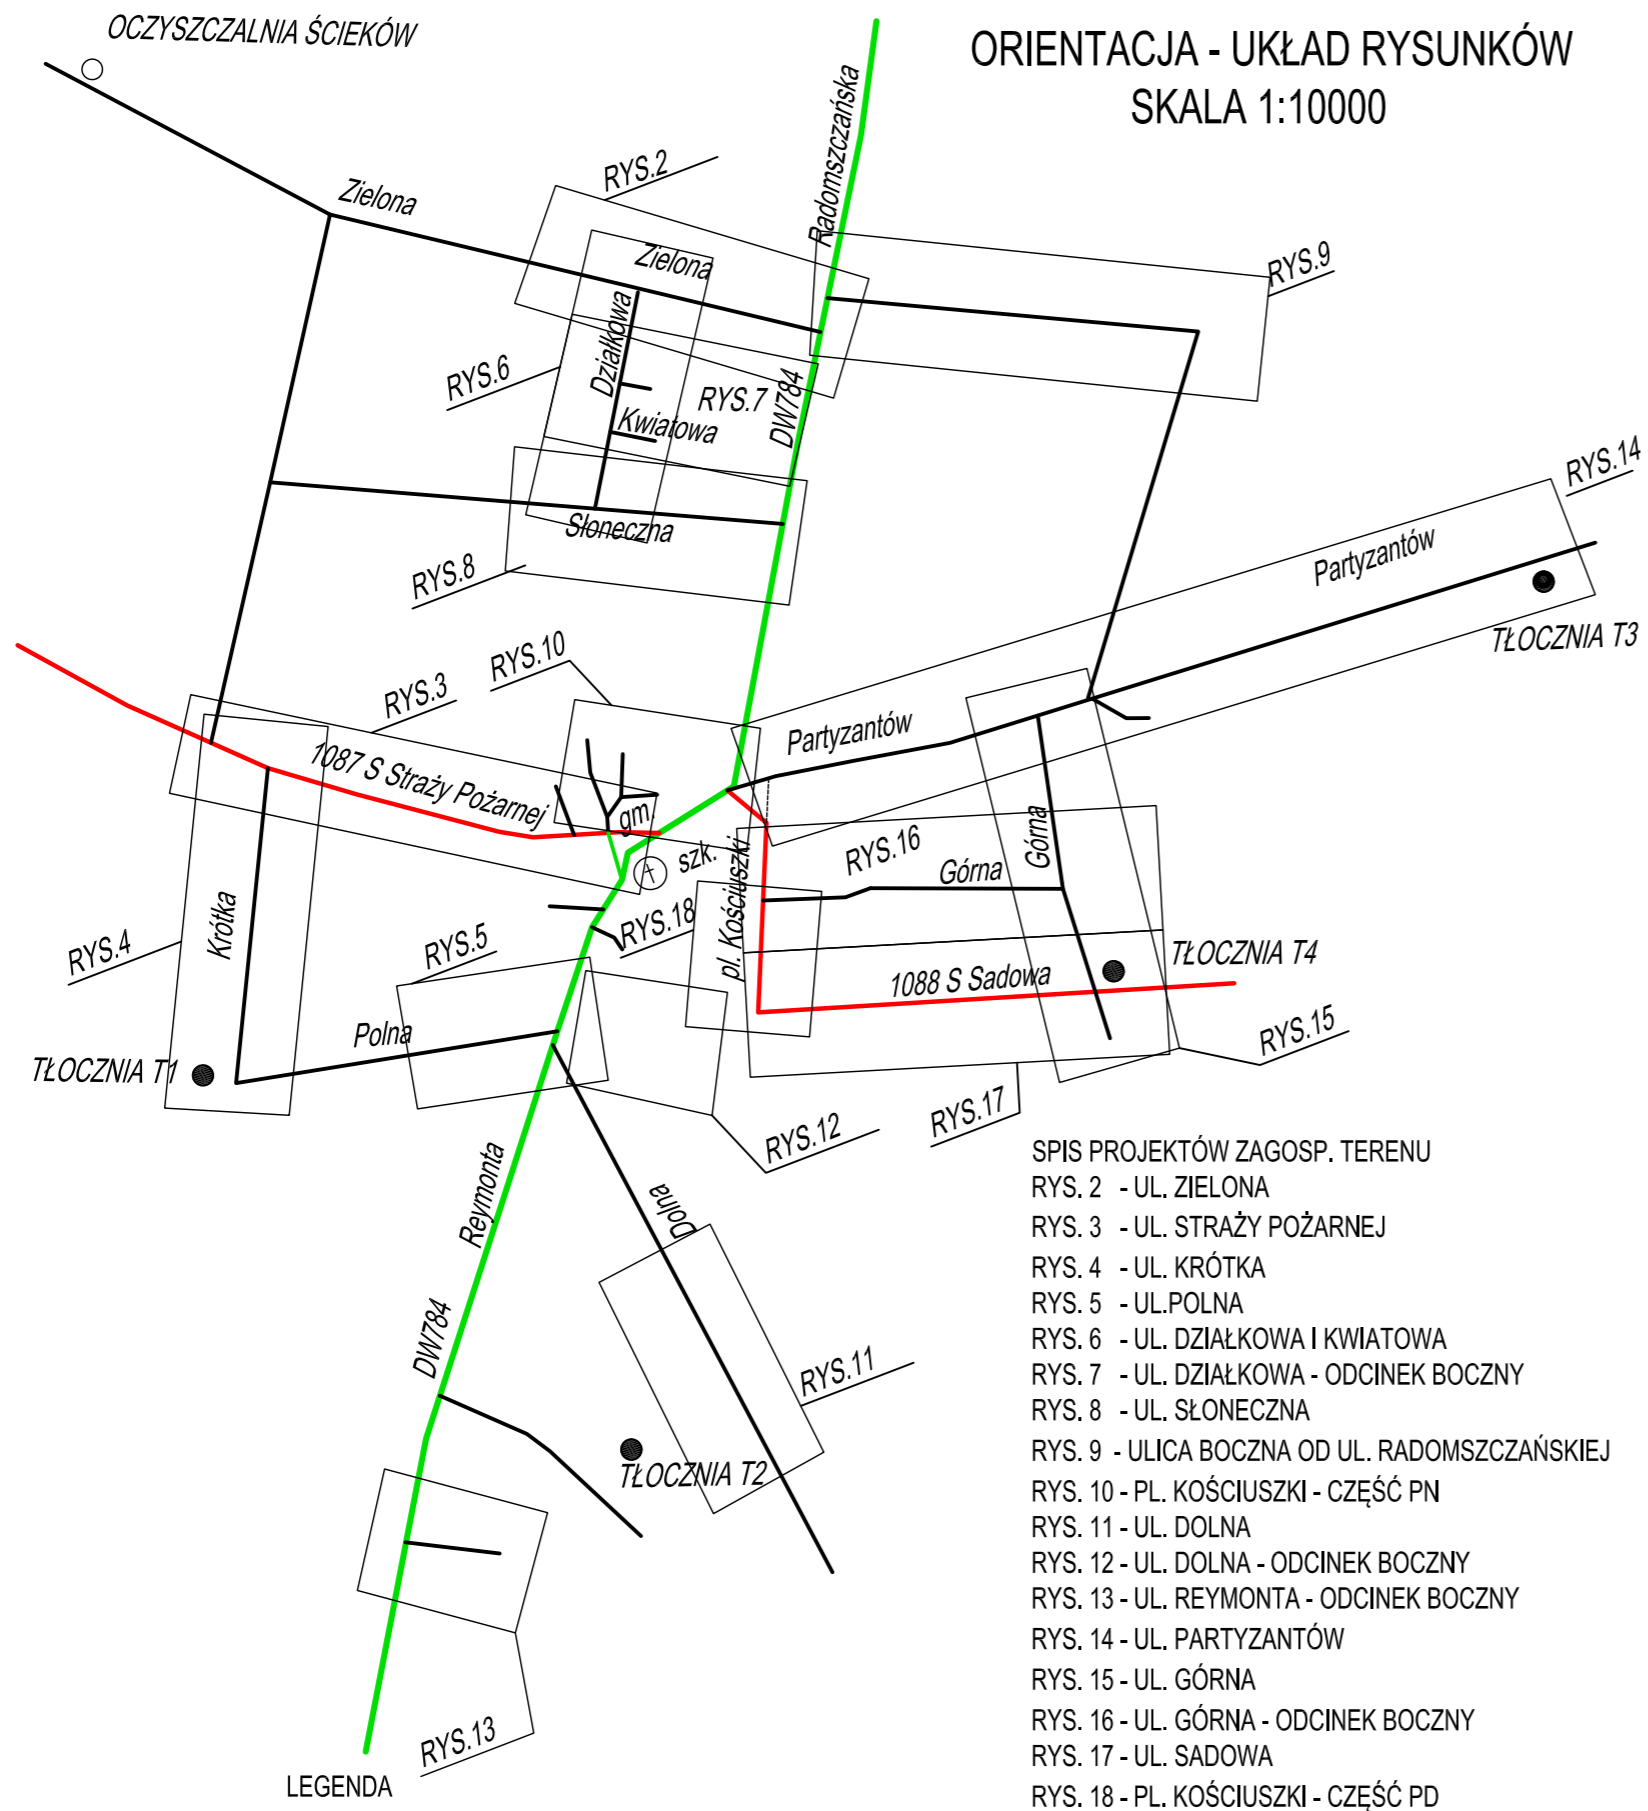 OCZYSZCZALNIA ŚCIEKÓW
ORIENTACJA - UKŁAD RYSUNKÓW
SKALA 1:10000
Radomszczańska
RYS.2
Zielona
Zielona
RYS.9
Działkowa
RYS.6
RYS.7
DW784
Kwiatowa
RYS.14
Słoneczna
Partyzantów
RYS.8
TŁOCZNIA T3
RYS.10
RYS.3
Partyzantów
1087 S Straży Pożarnej
gm.
szk.
pl. Kościuszki
RYS.16
Górna
Górna
Krótka
RYS.4
RYS.5
RYS.18
TŁOCZNIA T4
1088 S Sadowa
Polna
RYS.15
TŁOCZNIA T1
RYS.17
RYS.12
Reymonta
Dolna
DW784
RYS.11
TŁOCZNIA T2
RYS.13
LEGENDA
SPIS PROJEKTÓW ZAGOSP. TERENU
RYS. 2 - UL. ZIELONA
RYS. 3 - UL. STRAŻY POŻARNEJ
RYS. 4 - UL. KRÓTKA
RYS. 5 - UL.POLNA
RYS. 6 - UL. DZIAŁKOWA I KWIATOWA
RYS. 7 - UL. DZIAŁKOWA - ODCINEK BOCZNY
RYS. 8 - UL. SŁONECZNA
RYS. 9 - ULICA BOCZNA OD UL. RADOMSZCZAŃSKIEJ
RYS. 10 - PL. KOŚCIUSZKI - CZĘŚĆ PN
RYS. 11 - UL. DOLNA
RYS. 12 - UL. DOLNA - ODCINEK BOCZNY
RYS. 13 - UL. REYMONTA - ODCINEK BOCZNY
RYS. 14 - UL. PARTYZANTÓW
RYS. 15 - UL. GÓRNA
RYS. 16 - UL. GÓRNA - ODCINEK BOCZNY
RYS. 17 - UL. SADOWA
RYS. 18 - PL. KOŚCIUSZKI - CZĘŚĆ PD